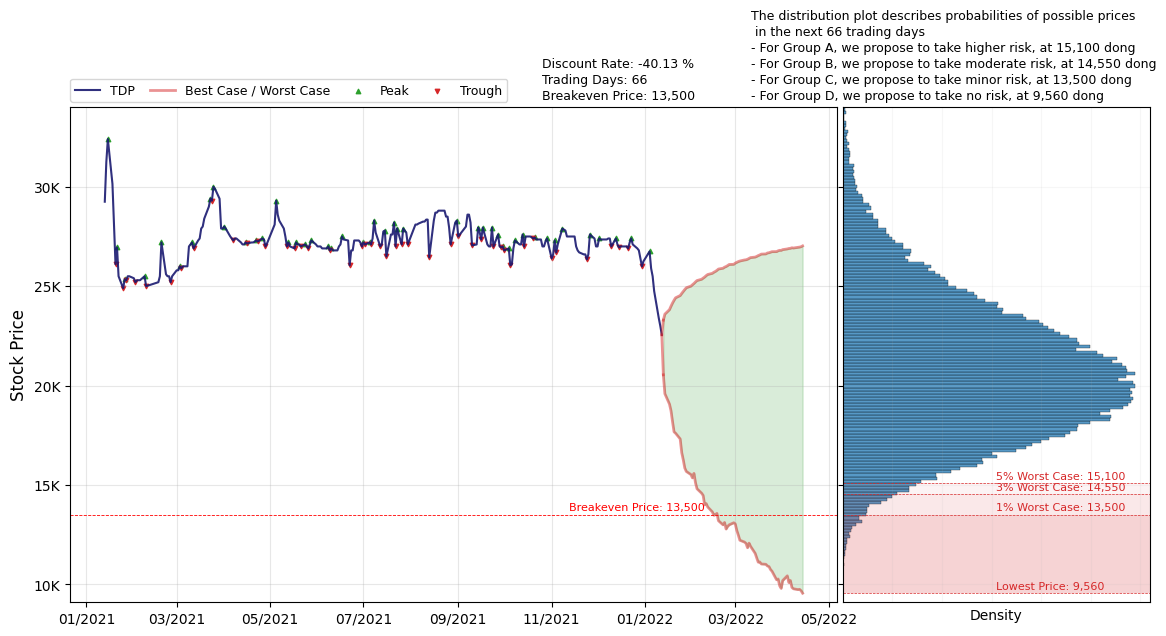 The distribution plot describes probabilities of possible prices
in the next 66 trading days
- For Group A, we propose to take higher risk, at 15,100 dong
- For Group B, we propose to take moderate risk, at 14,550 dong
- For Group C, we propose to take minor risk, at 13,500 dong
- For Group D, we propose to take no risk, at 9,560 dong
Discount Rate: -40.13 %
Trading Days: 66
Breakeven Price: 13,500
TDP Best Case / Worst Case Peak Trough
Stock Price
30K
25K
20K
15K
10K
Breakeven Price: 13,500
5% Worst Case: 15,100
3% Worst Case: 14,550
1% Worst Case: 13,500
Lowest Price: 9,560
01/2021 03/2021 05/2021 07/2021 09/2021 11/2021 01/2022 03/2022 05/2022
Density